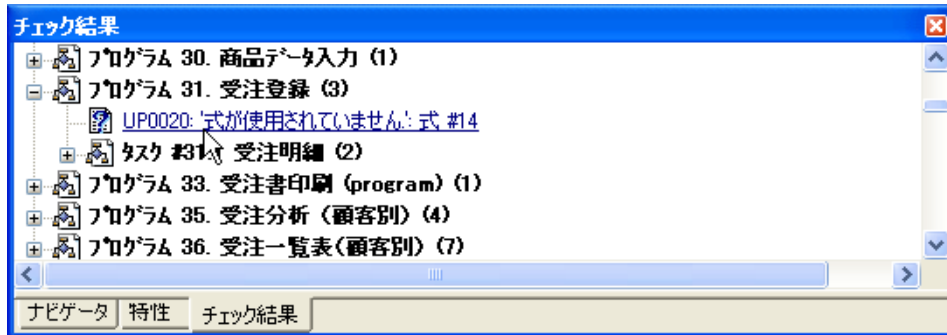 チェック結果
プログラム 30. 商品データ入力 (1)
プログラム 31. 受注登録 (3)
UP0020: '式が使用されていません': 式 #14
タスク #31. 受注明細 (2)
プログラム 33. 受注書印刷 (program) (1)
プログラム 35. 受注分析 (顧客別) (4)
プログラム 36. 受注一覧表(顧客別) (7)
ナビゲータ 特性 チェック結果